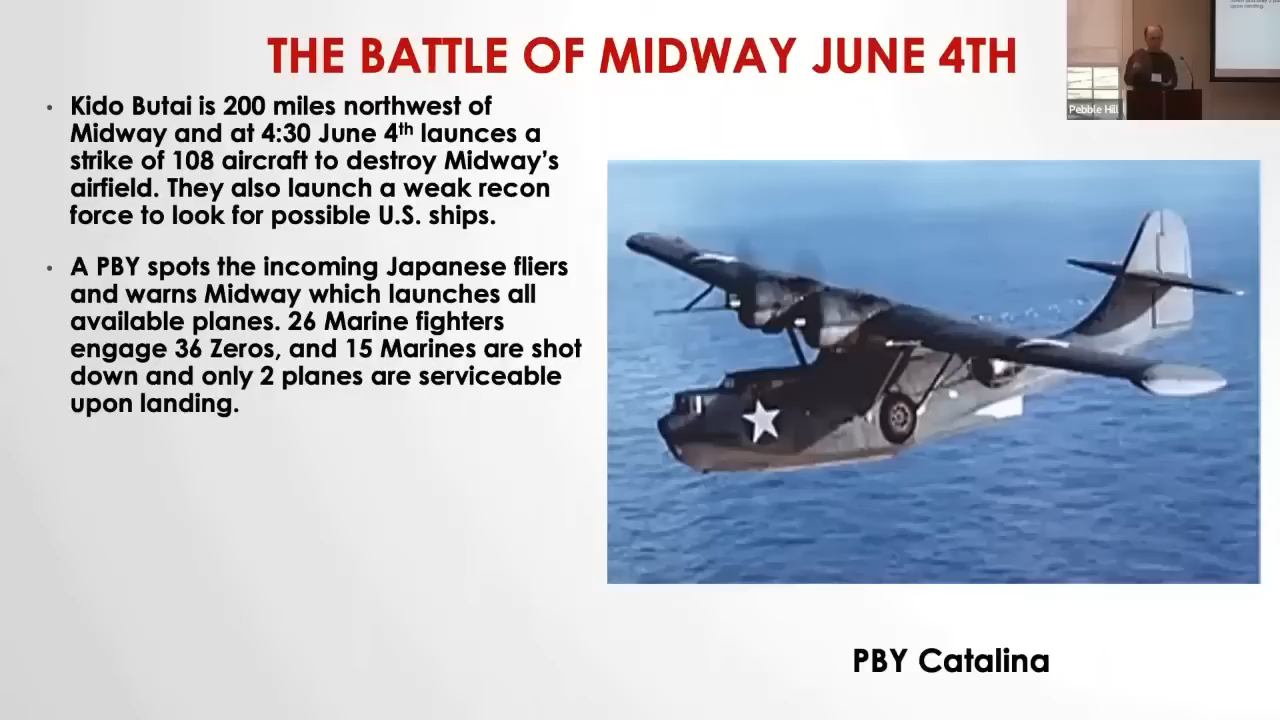 THE BATTLE OF MIDWAY JUNE 4TH
• Kido Butai is 200 miles northwest of
Midway and at 4:30 June 4th launces a
strike of 108 aircraft to destroy Midway's
airfield. They also launch a weak recon
force to look for possible U.S. ships.
• A PBY spots the incoming Japanese fliers
and warns Midway which launches all
available planes. 26 Marine fighters
engage 36 Zeros, and 15 Marines are shot
down and only 2 planes are serviceable
upon landing.
PBY Catalina
Pebble Hill
upon landing.